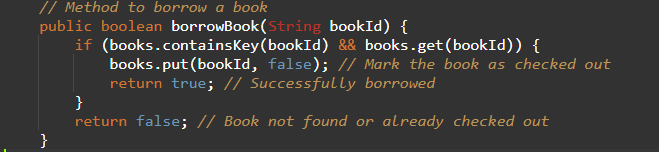 // Method to borrow a book
public boolean borrowBook(String bookId) {
if (books.containsKey(bookId) && books.get(bookId)) {
books.put(bookId, false); // Mark the book as checked out
return true; // Successfully borrowed
}
return false; // Book not found or already checked out
}